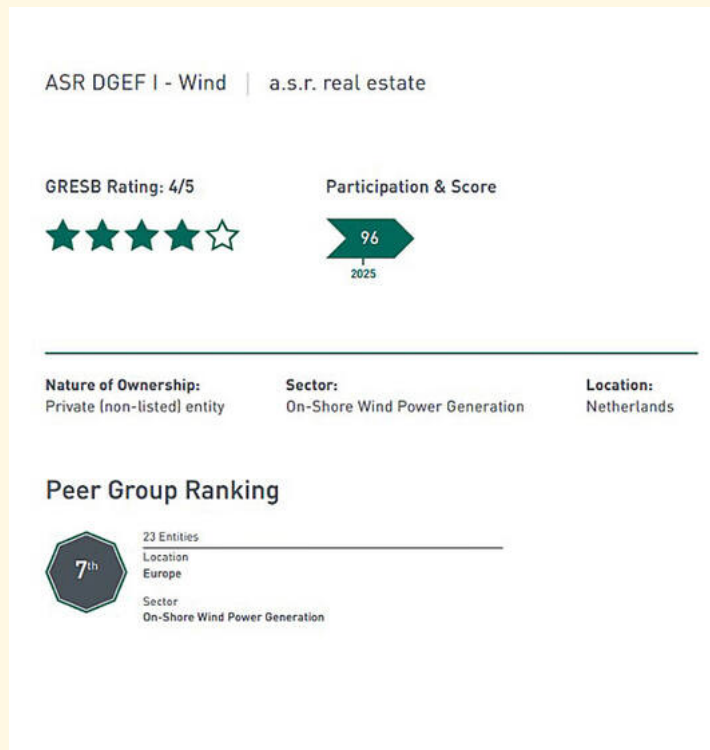 ASR DGEF I - Wind | a.s.r. real estate
GRESB Rating: 4/5
Participation & Score
96
2025
Nature of Ownership:
Private (non-listed) entity
Sector:
On-Shore Wind Power Generation
Location:
Netherlands
Peer Group Ranking
7th
23 Entities
Location
Europe
Sector
On-Shore Wind Power Generation